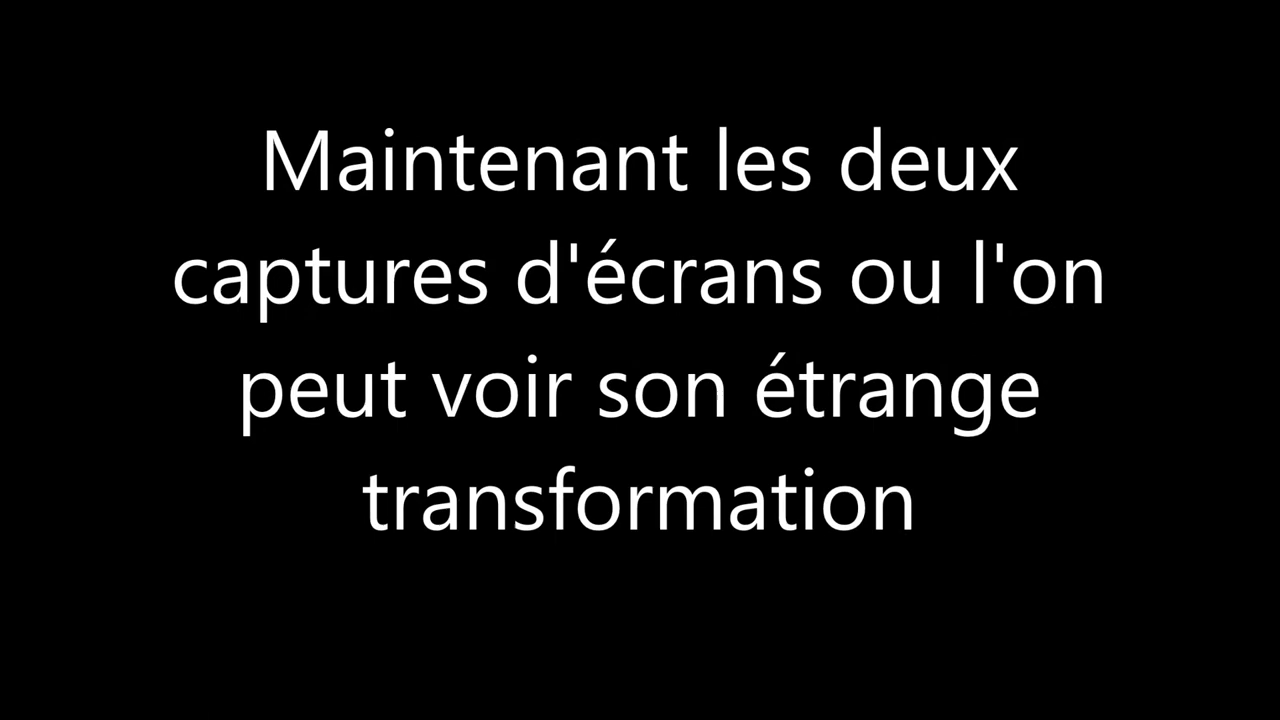 Maintenant les deux
captures d'écrans ou l'on
peut voir son étrange
transformation